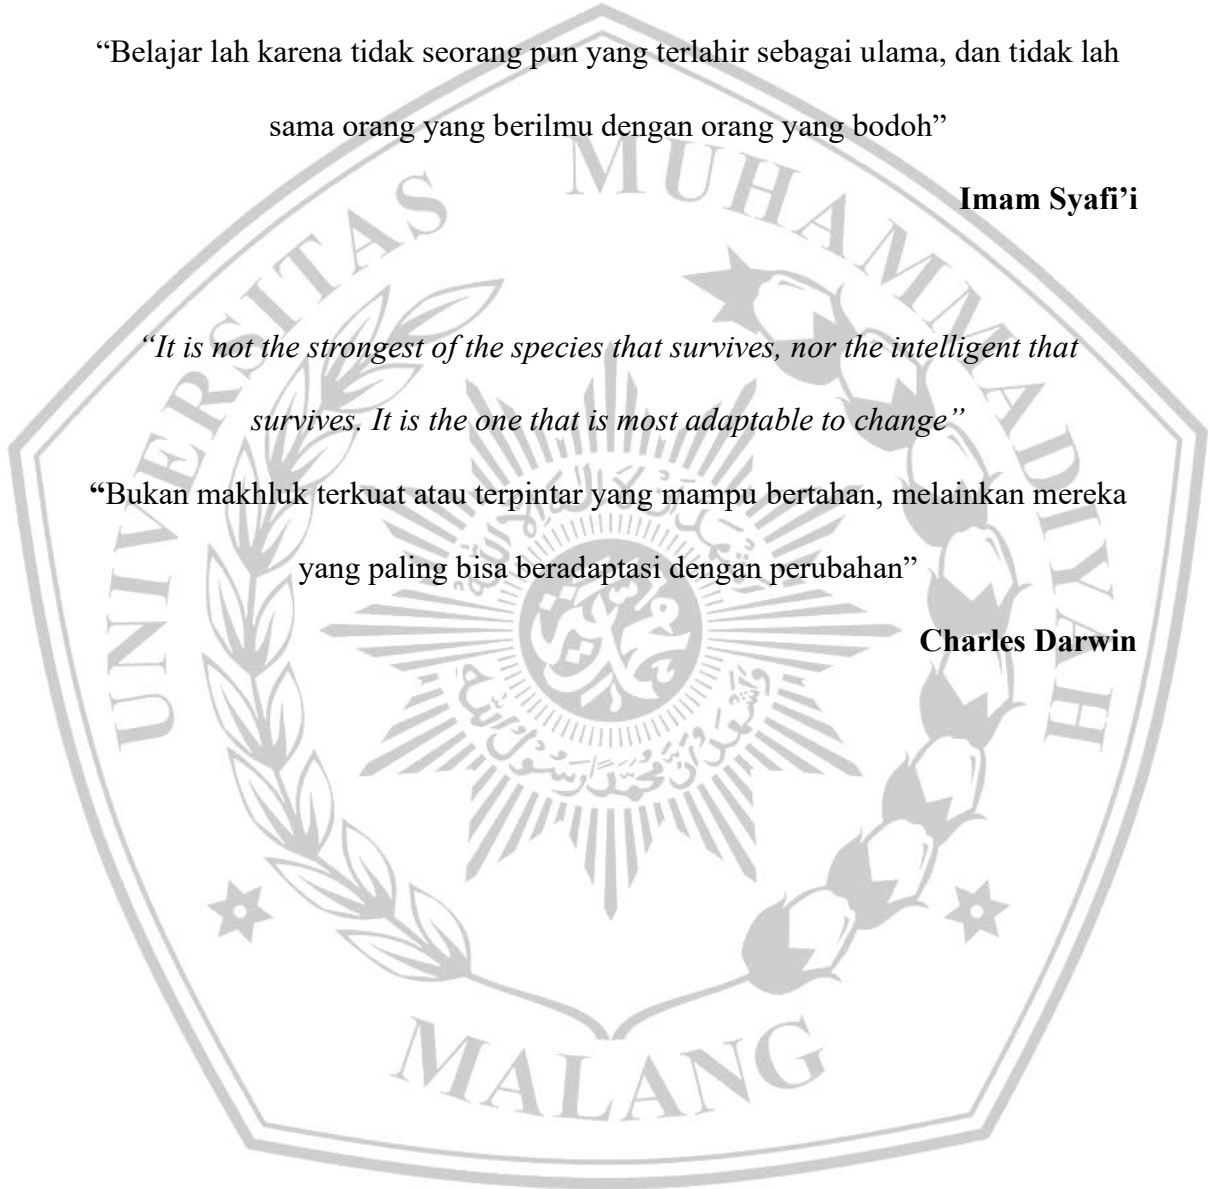 “Belajar lah karena tidak seorang pun yang terlahir sebagai ulama, dan tidak lah
sama orang yang berilmu dengan orang yang bodoh”
Imam Syafi’i
“It is not the strongest of the species that survives, nor the intelligent that
survives. It is the one that is most adaptable to change”
“Bukan makhluk terkuat atau terpintar yang mampu bertahan, melainkan mereka
yang paling bisa beradaptasi dengan perubahan”
Charles Darwin
UNIVERSITAS MUHAMMADIYAH
MALANG